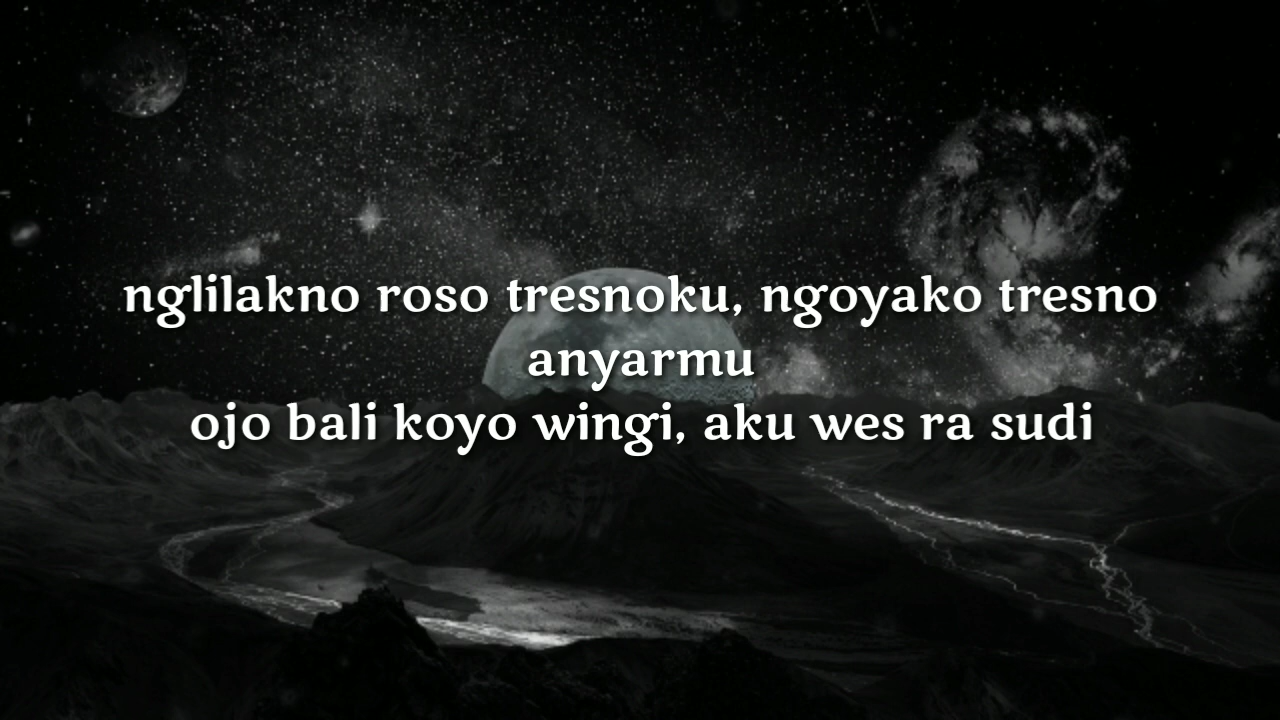 nglilakno roso tresnoku, ngoyako tresno
anyarmu
ojo bali koyo wingi, aku wes ra sudi